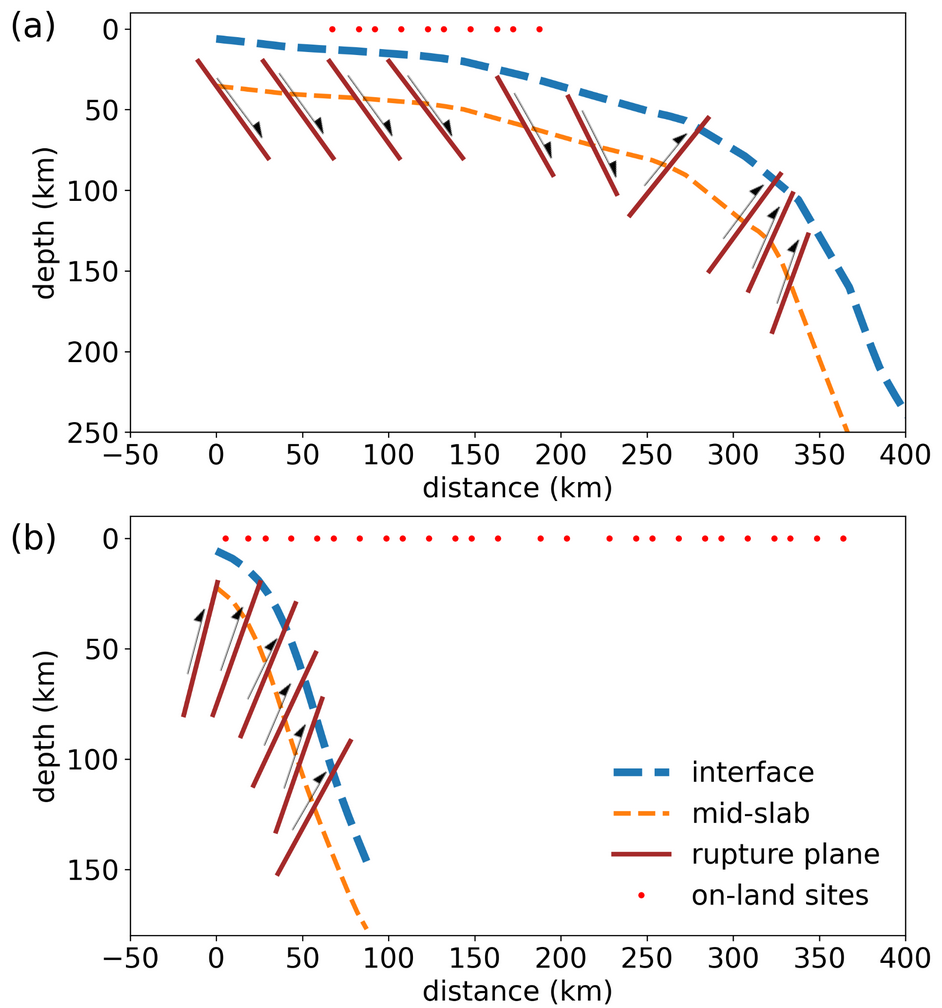 (a)
0
50
100
150
200
250
depth (km)
−50 0 50 100 150 200 250 300 350 400
distance (km)
(b)
0
50
100
150
depth (km)
interface
mid-slab
rupture plane
on-land sites
−50 0 50 100 150 200 250 300 350 400
distance (km)